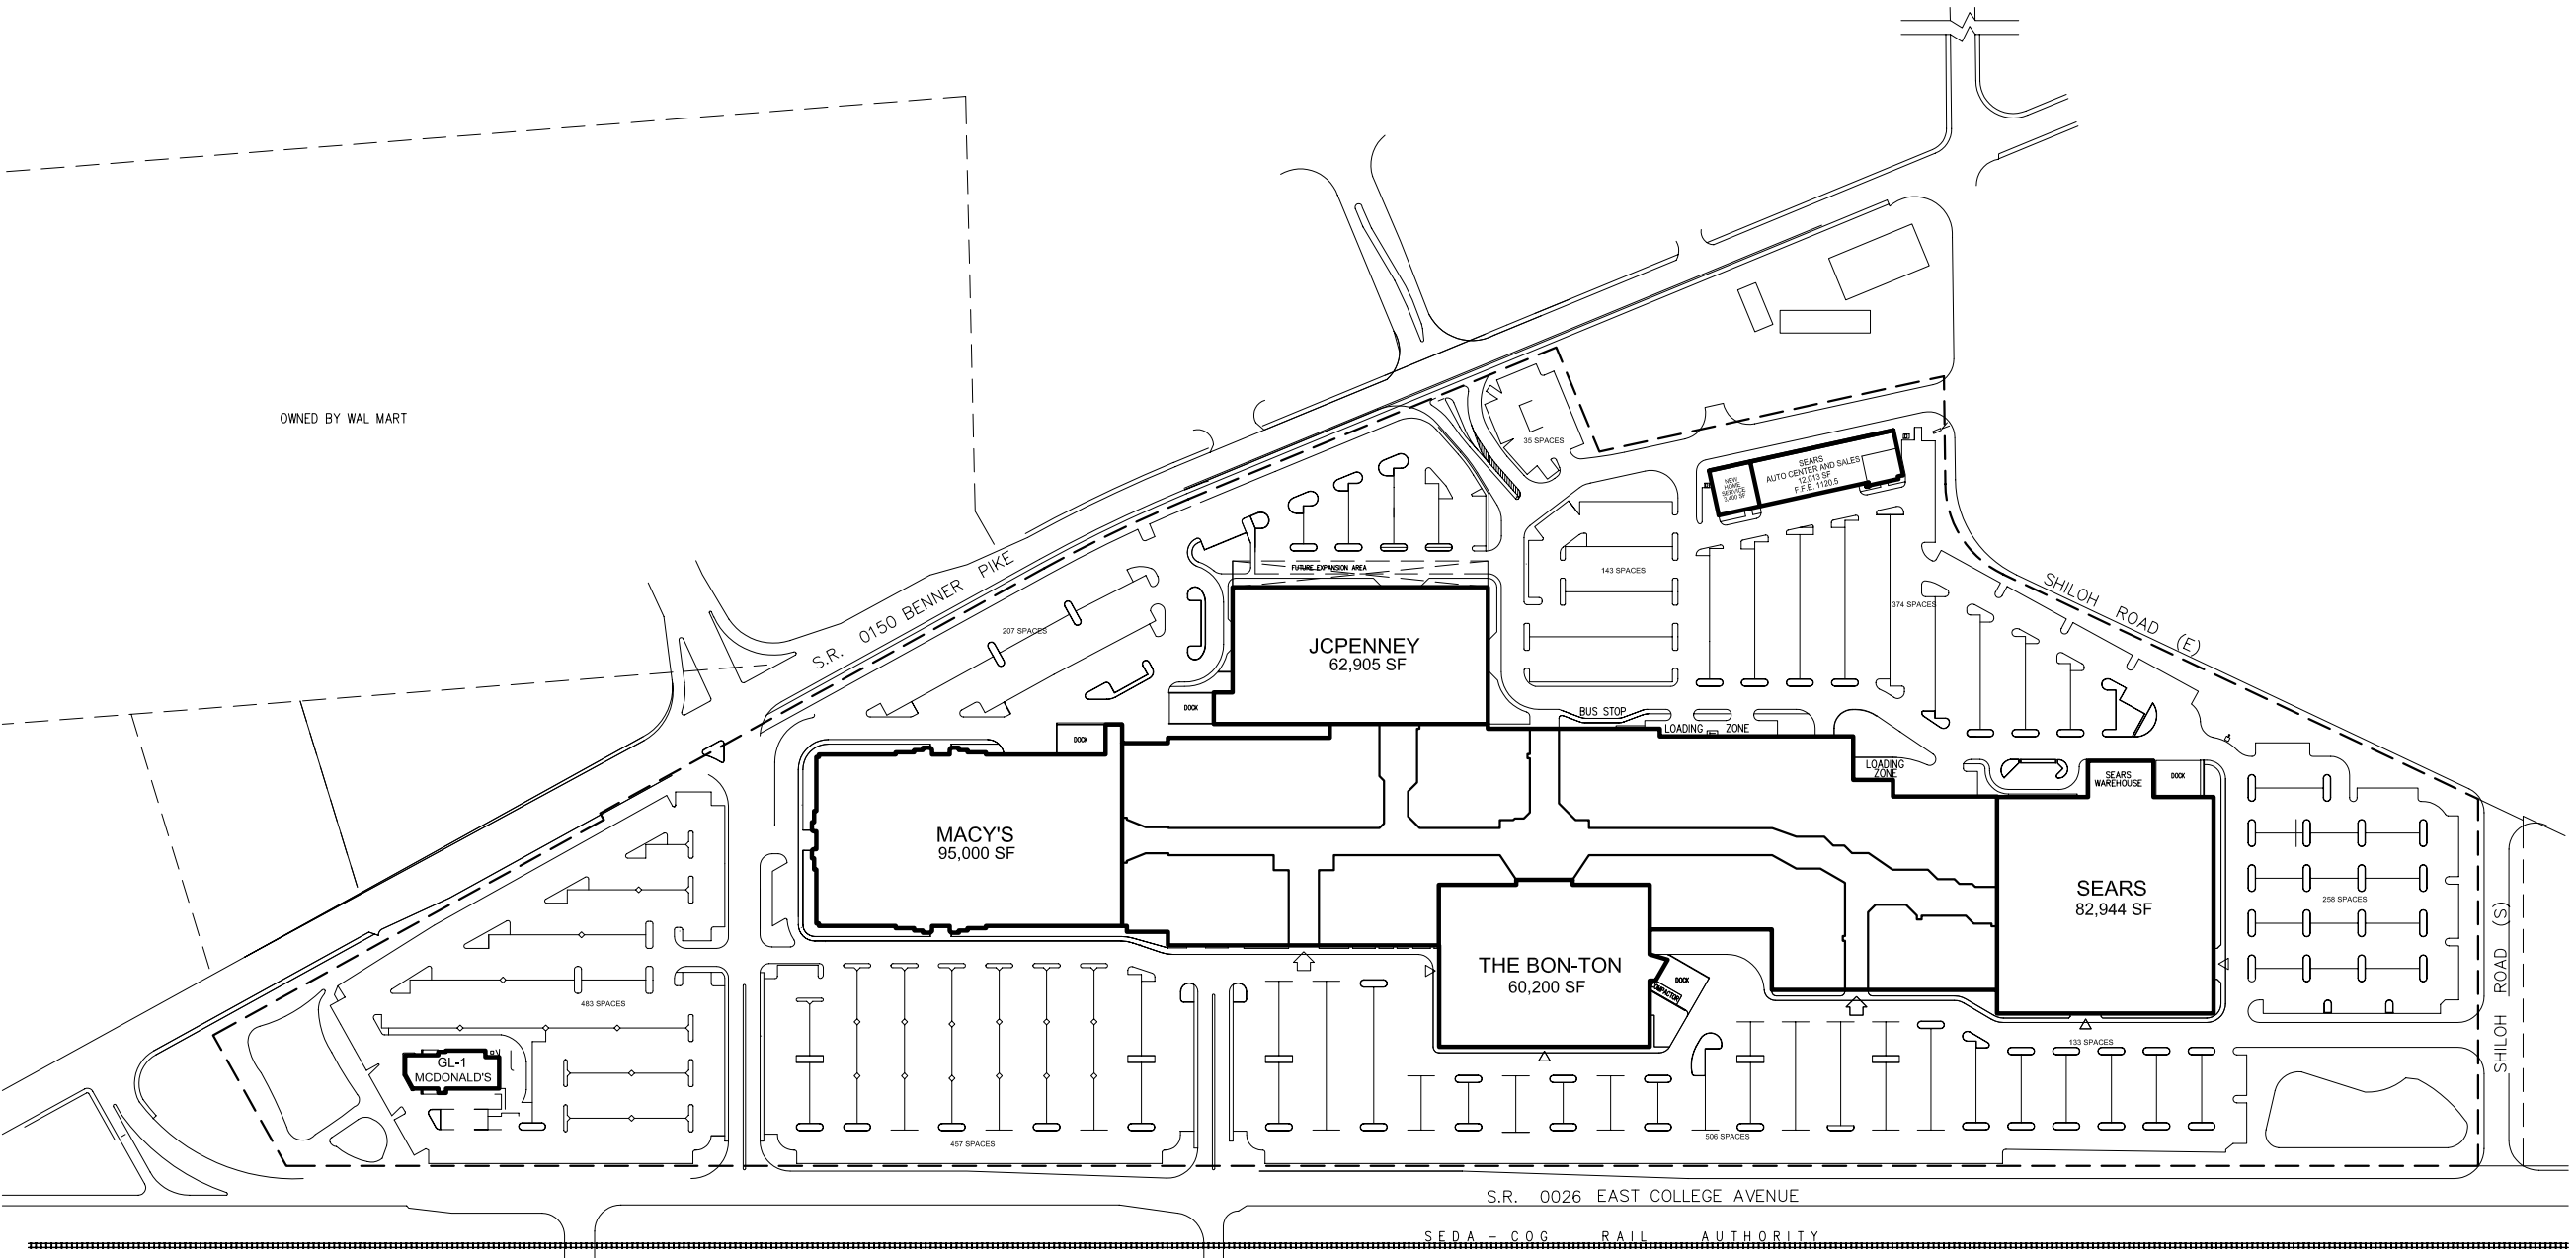 OWNED BY WAL MART
S.R. 0150 BENNER PIKE
35 SPACES
SEARS
AUTO CENTER AND SALES
12,013 SF
F.F.E. 1120.5
NEW
HOME
SERVICE
3,400 SF
FUTURE EXPANSION AREA
143 SPACES
374 SPACES
SHILOH ROAD (E)
207 SPACES
JCPENNEY
62,905 SF
DOCK
BUS STOP
LOADING ZONE
DOCK
LOADING
ZONE
SEARS
WAREHOUSE
DOCK
MACY'S
95,000 SF
SEARS
82,944 SF
258 SPACES
SHILOH ROAD (S)
THE BON-TON
60,200 SF
DOCK
COMPACTOR
483 SPACES
133 SPACES
GL-1
MCDONALD'S
457 SPACES
506 SPACES
S.R. 0026 EAST COLLEGE AVENUE
SEDA-COG RAIL AUTHORITY